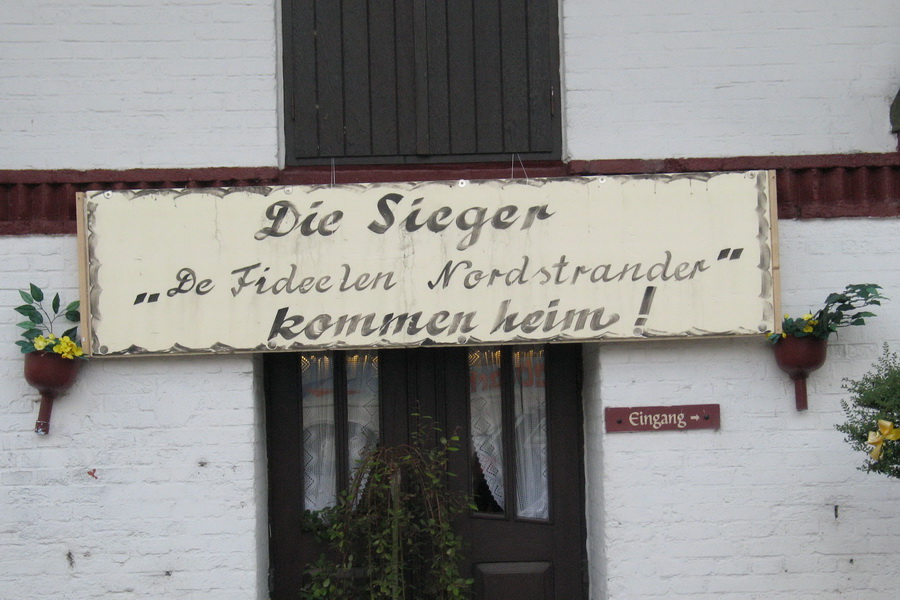 Die Sieger
„De Fideelen Nordstrander"
kommen heim!
Eingang →